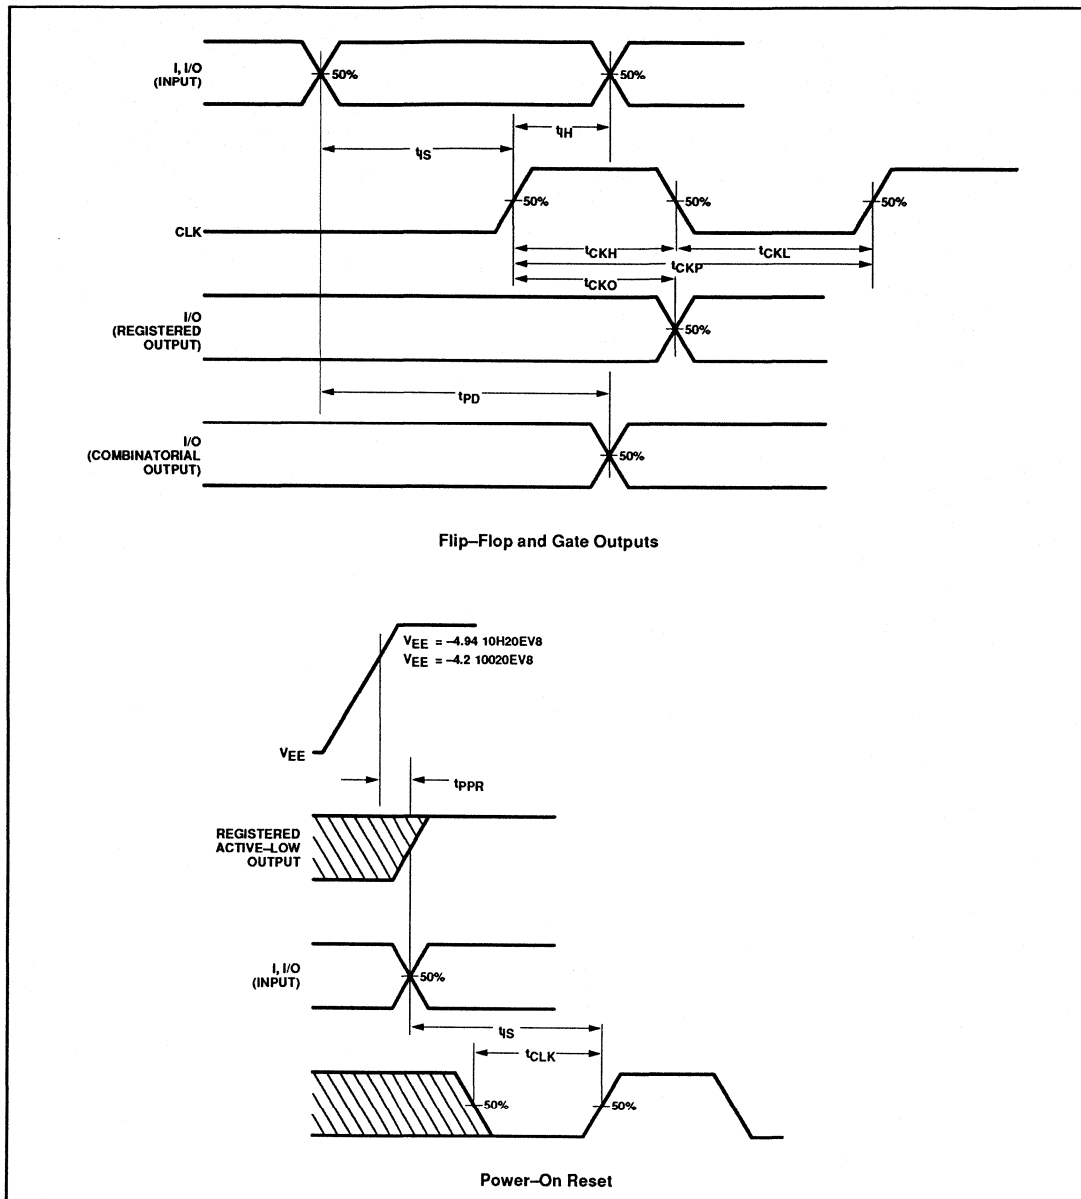 I, I/O
(INPUT)
50%
50%
tIH
tIS
50%
50%
50%
CLK
tCKH
tCKL
tCKP
tCKO
I/O
(REGISTERED
OUTPUT)
50%
tPD
I/O
(COMBINATORIAL
OUTPUT)
50%
Flip–Flop and Gate Outputs
VEE = –4.94 10H20EV8
VEE = –4.2 10020EV8
VEE
tPPR
REGISTERED
ACTIVE–LOW
OUTPUT
I, I/O
(INPUT)
50%
tIS
tCLK
50%
50%
Power–On Reset